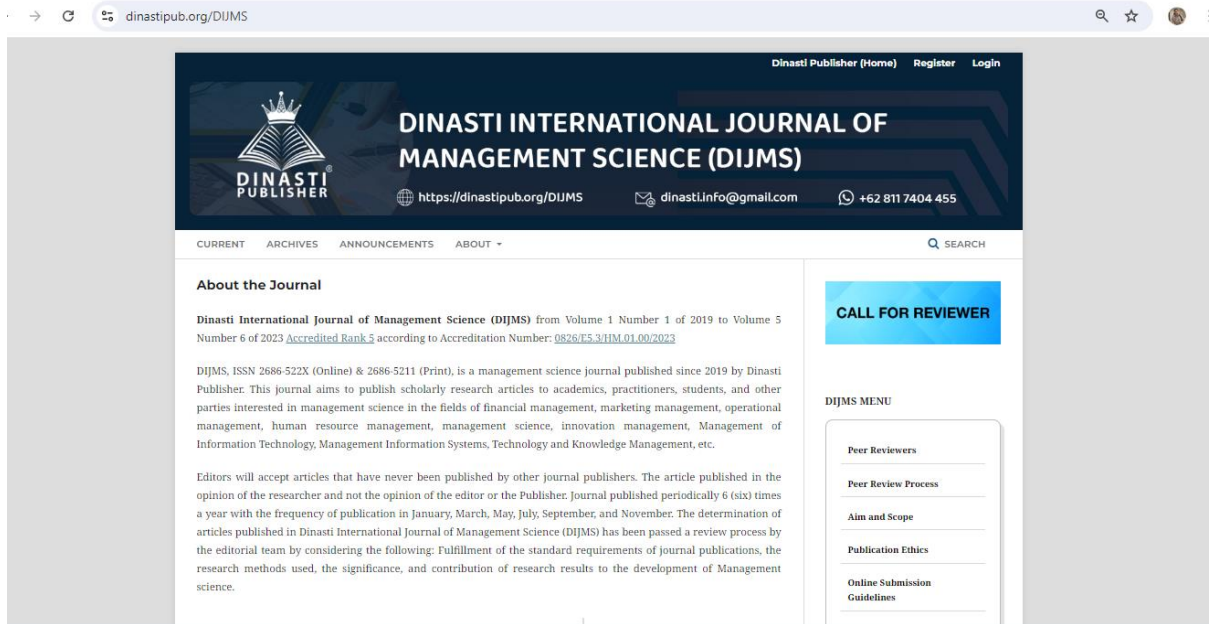 dinastipub.org/DIJMS
Dinasti Publisher (Home) Register Login
DINASTI INTERNATIONAL JOURNAL OF
MANAGEMENT SCIENCE (DIJMS)
DINASTI®
PUBLISHER
https://dinastipub.org/DIJMS dinasti.info@gmail.com +62 811 7404 455
CURRENT ARCHIVES ANNOUNCEMENTS ABOUT SEARCH
About the Journal
Dinasti International Journal of Management Science (DIJMS) from Volume 1 Number 1 of 2019 to Volume 5
Number 6 of 2023 Accredited Rank 5 according to Accreditation Number: 0826/E5.3/HM.01.00/2023
DIJMS, ISSN 2686-522X (Online) & 2686-5211 (Print), is a management science journal published since 2019 by Dinasti
Publisher. This journal aims to publish scholarly research articles to academics, practitioners, students, and other
parties interested in management science in the fields of financial management, marketing management, operational
management, human resource management, management science, innovation management, Management of
Information Technology, Management Information Systems, Technology and Knowledge Management, etc.
Editors will accept articles that have never been published by other journal publishers. The article published in the
opinion of the researcher and not the opinion of the editor or the Publisher. Journal published periodically 6 (six) times
a year with the frequency of publication in January, March, May, July, September, and November. The determination of
articles published in Dinasti International Journal of Management Science (DIJMS) has been passed a review process by
the editorial team by considering the following: Fulfillment of the standard requirements of journal publications, the
research methods used, the significance, and contribution of research results to the development of Management
science.
CALL FOR REVIEWER
DIJMS MENU
Peer Reviewers
Peer Review Process
Aim and Scope
Publication Ethics
Online Submission
Guidelines